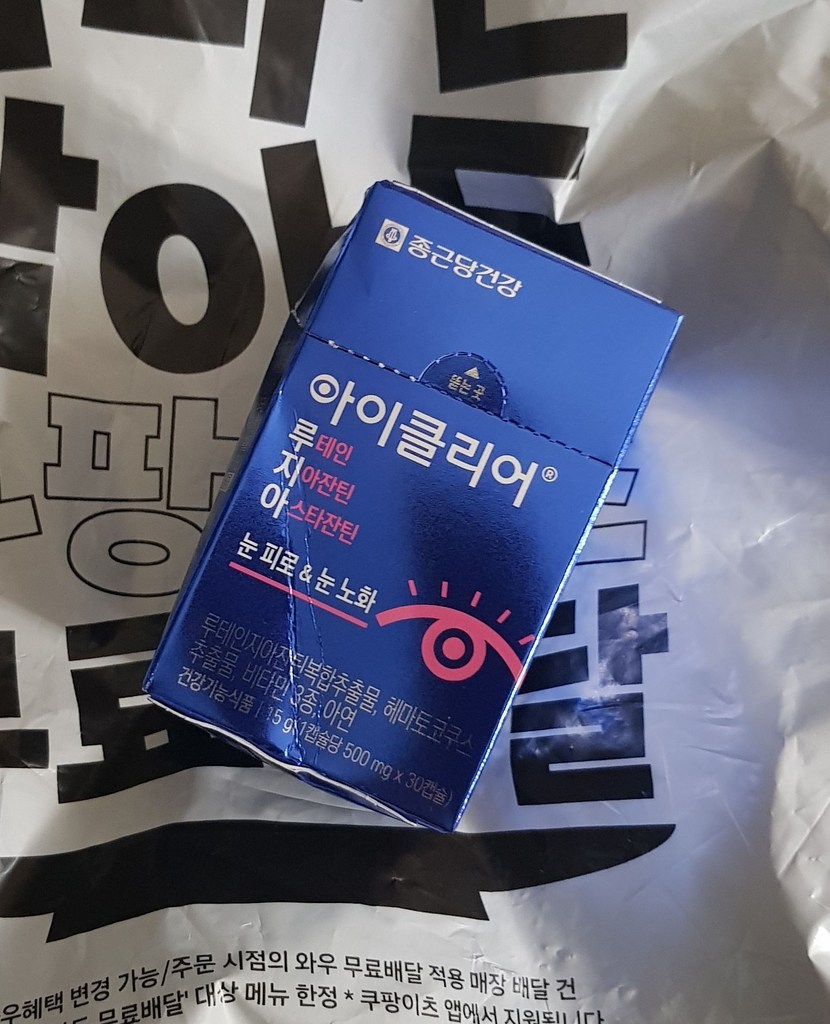 종근당건강
뜯는 곳
아이클리어®
루테인
지아잔틴
아스타잔틴
눈 피로 & 눈 노화
루테인지아잔틴복합추출물, 헤마토코쿠스
추출물, 비타민 3종, 아연
건강기능식품 | 15 g(1캡슐당 500 mg x 30캡슐)
우혜택 변경 가능/주문 시점의 와우 무료배달 적용 매장 배달 건
무료배달' 대상 메뉴 한정 * 쿠팡이츠 앱에서 지원됩니다